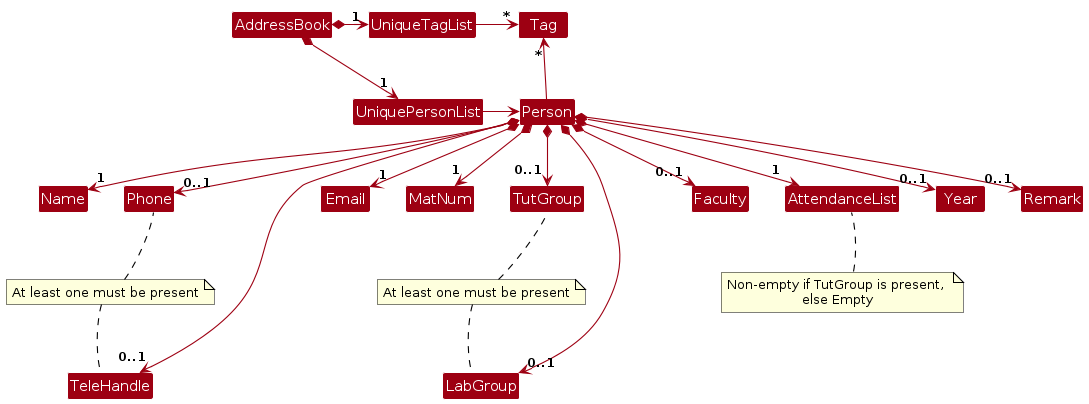 AddressBook
1
UniqueTagList
*
Tag
*
1
UniquePersonList
Person
1
0..1
1
1
0..1
0..1
1
0..1
0..1
Name
Phone
Email
MatNum
TutGroup
Faculty
AttendanceList
Year
Remark
At least one must be present
At least one must be present
Non-empty if TutGroup is present,
else Empty
0..1
0..1
TeleHandle
LabGroup